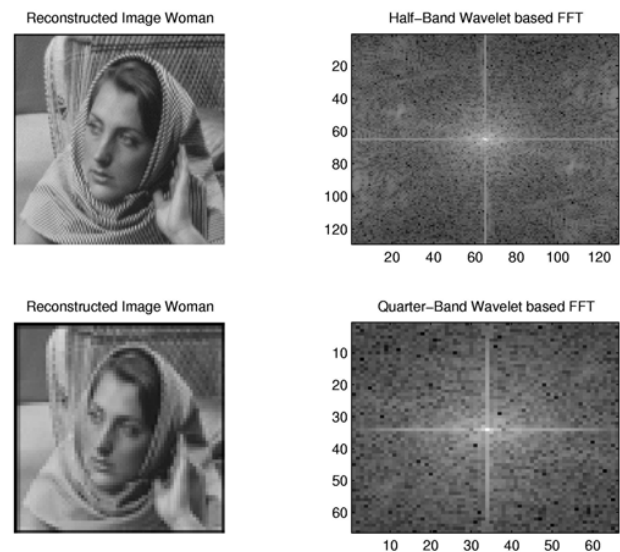 Reconstructed Image Woman
Half−Band Wavelet based FFT
20
40
60
80
100
120
20 40 60 80 100 120
Reconstructed Image Woman
Quarter−Band Wavelet based FFT
10
20
30
40
50
60
10 20 30 40 50 60